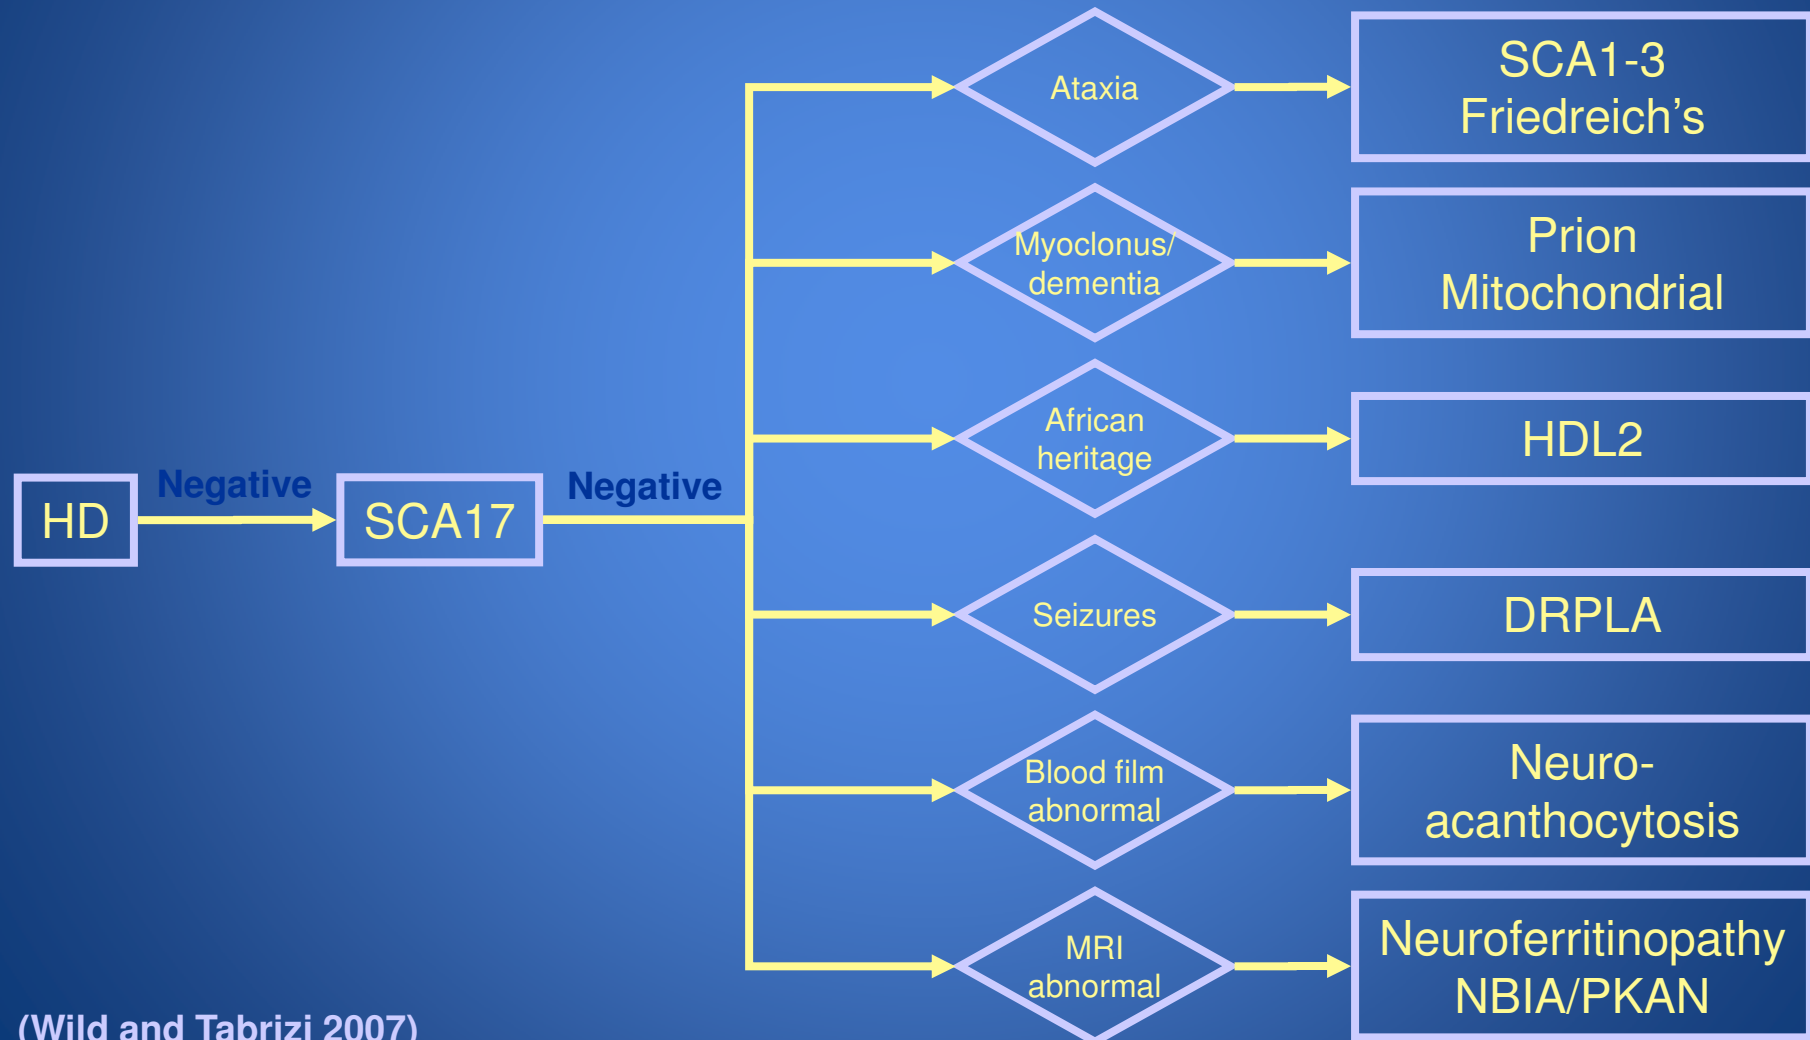 Ataxia
SCA1-3
Friedreich's
Myoclonus/
dementia
Prion
Mitochondrial
African
heritage
HDL2
HD
Negative
SCA17
Negative
Seizures
DRPLA
Blood film
abnormal
Neuro-
acanthocytosis
MRI
abnormal
Neuroferritinopathy
NBIA/PKAN
(Wild and Tabrizi 2007)